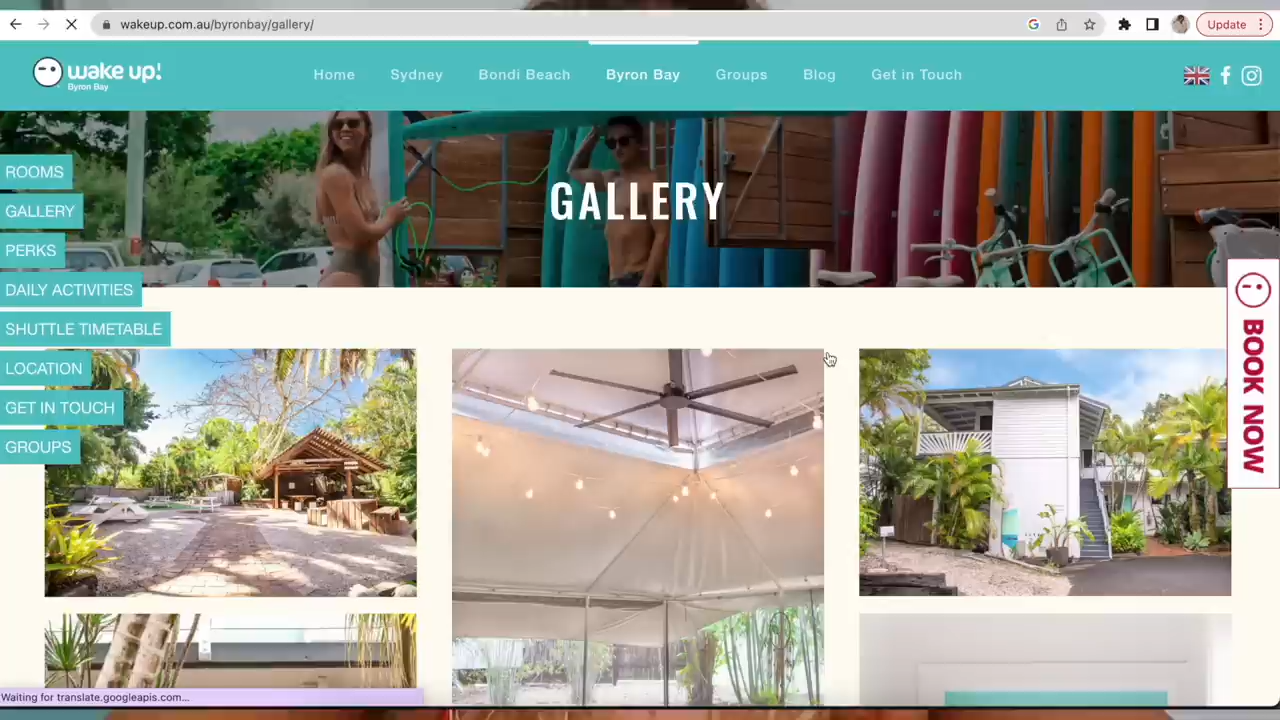 wakeup.com.au/byronbay/gallery/
Update
wake up!
Byron Bay
Home
Sydney
Bondi Beach
Byron Bay
Groups
Blog
Get in Touch
GALLERY
ROOMS
GALLERY
PERKS
DAILY ACTIVITIES
SHUTTLE TIMETABLE
LOCATION
GET IN TOUCH
GROUPS
BOOK NOW
Waiting for translate.googleapis.com...